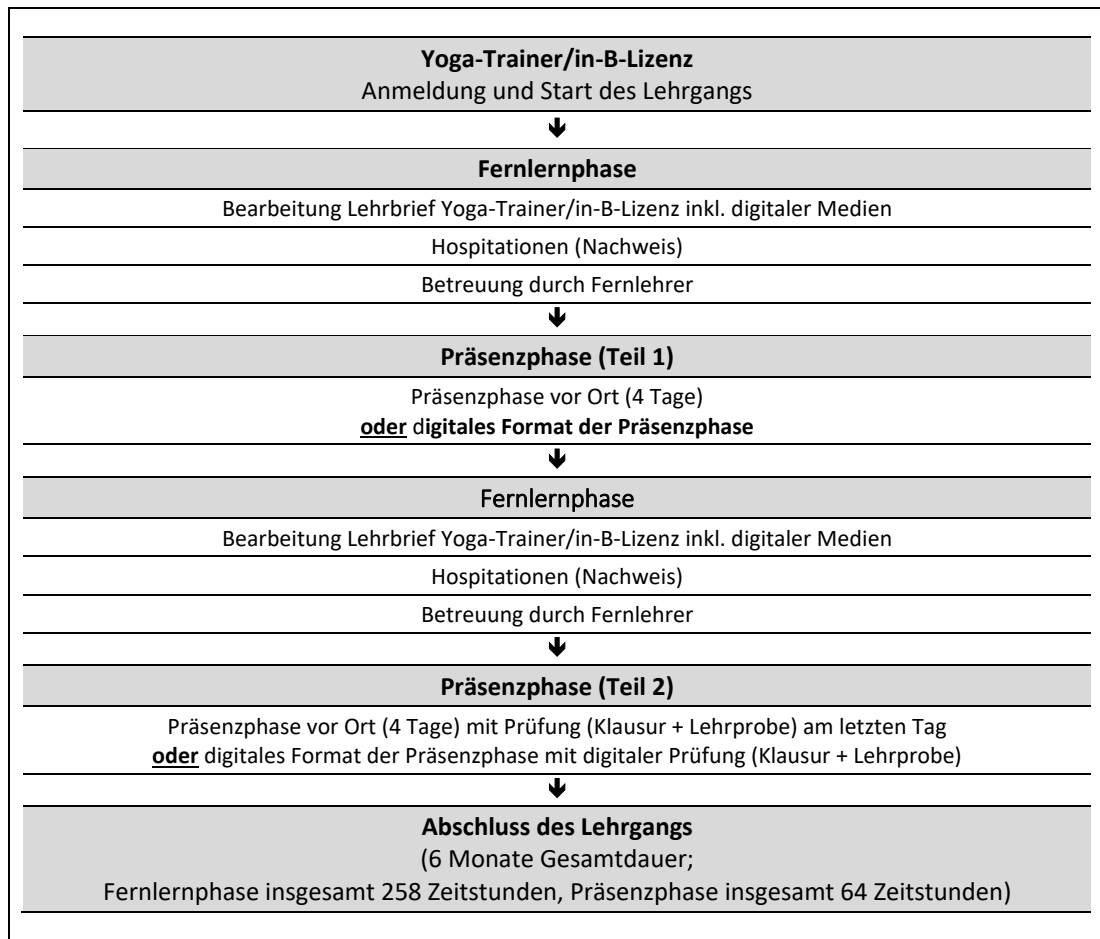 Yoga-Trainer/in-B-Lizenz
Anmeldung und Start des Lehrgangs
Fernlernphase
Bearbeitung Lehrbrief Yoga-Trainer/in-B-Lizenz inkl. digitaler Medien
Hospitationen (Nachweis)
Betreuung durch Fernlehrer
Präsenzphase (Teil 1)
Präsenzphase vor Ort (4 Tage)
oder digitales Format der Präsenzphase
Fernlernphase
Bearbeitung Lehrbrief Yoga-Trainer/in-B-Lizenz inkl. digitaler Medien
Hospitationen (Nachweis)
Betreuung durch Fernlehrer
Präsenzphase (Teil 2)
Präsenzphase vor Ort (4 Tage) mit Prüfung (Klausur + Lehrprobe) am letzten Tag
oder digitales Format der Präsenzphase mit digitaler Prüfung (Klausur + Lehrprobe)
Abschluss des Lehrgangs
(6 Monate Gesamtdauer;
Fernlernphase insgesamt 258 Zeitstunden, Präsenzphase insgesamt 64 Zeitstunden)